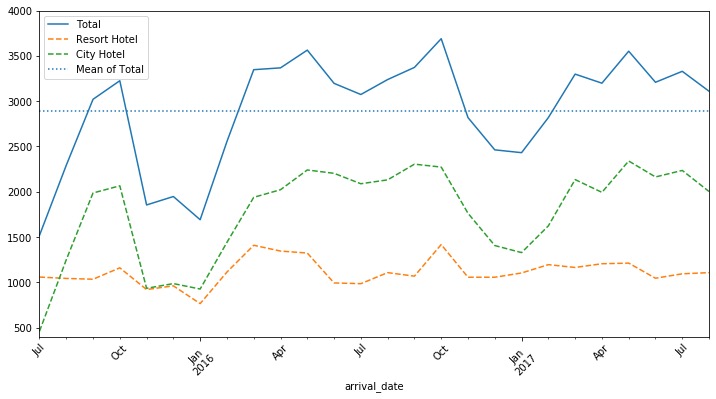 4000
3500
3000
2500
2000
1500
1000
500
Total
Resort Hotel
City Hotel
Mean of Total
Jul
Oct
Jan
2016
Apr
Jul
Oct
Jan
2017
Apr
Jul
arrival_date